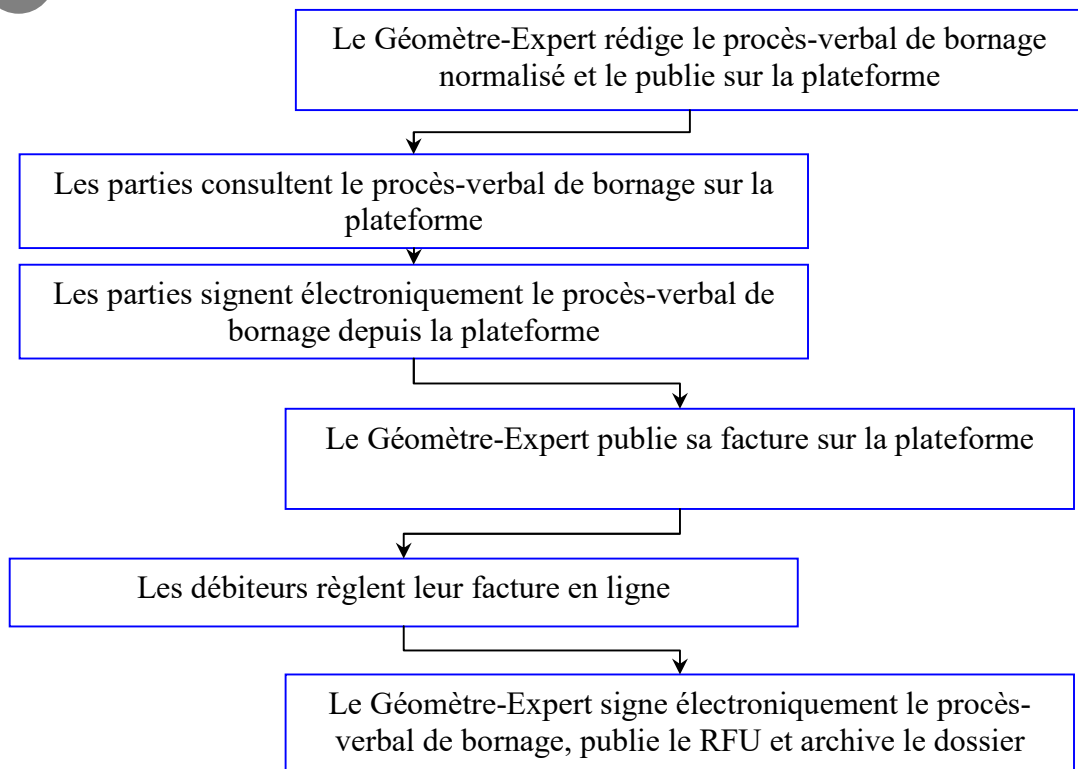 Le Géomètre-Expert rédige le procès-verbal de bornage
normalisé et le publie sur la plateforme
Les parties consultent le procès-verbal de bornage sur la
plateforme
Les parties signent électroniquement le procès-verbal de
bornage depuis la plateforme
Le Géomètre-Expert publie sa facture sur la plateforme
Les débiteurs règlent leur facture en ligne
Le Géomètre-Expert signe électroniquement le procès-
verbal de bornage, publie le RFU et archive le dossier